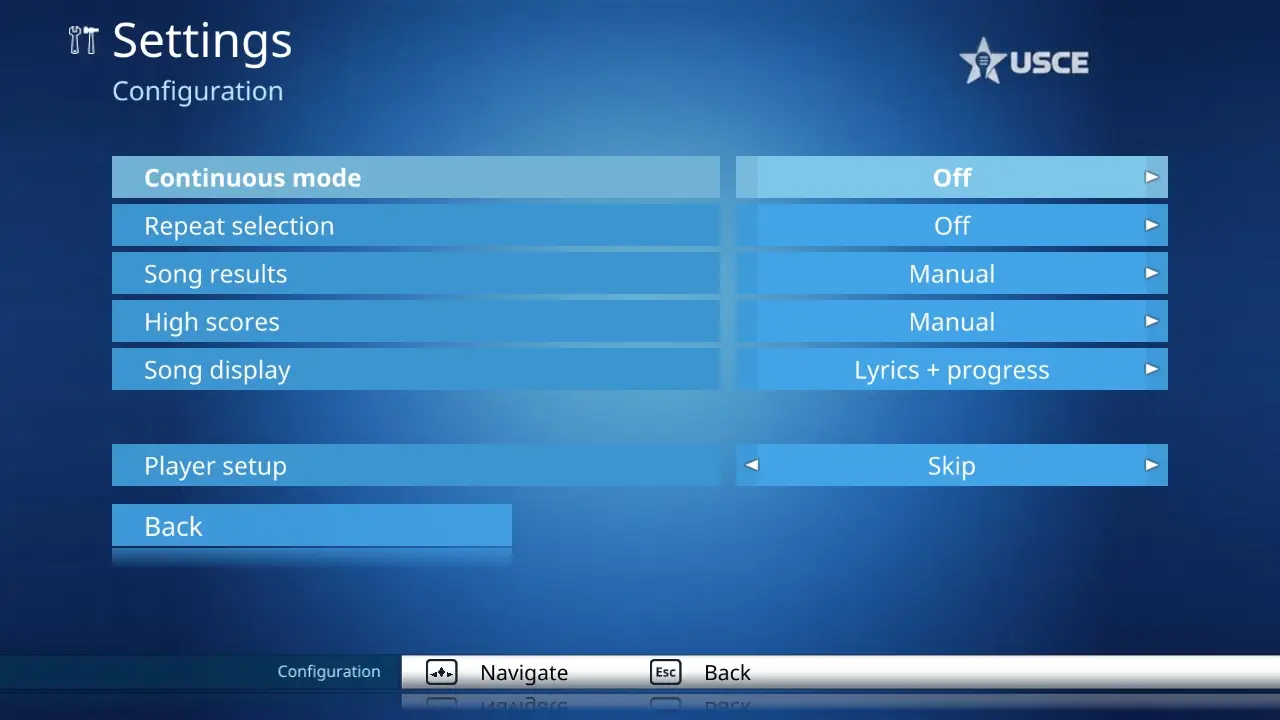 Settings
Configuration
USCE
Continuous mode Off
Repeat selection Off
Song results Manual
High scores Manual
Song display Lyrics + progress
Player setup Skip
Back
Configuration Navigate Esc Back